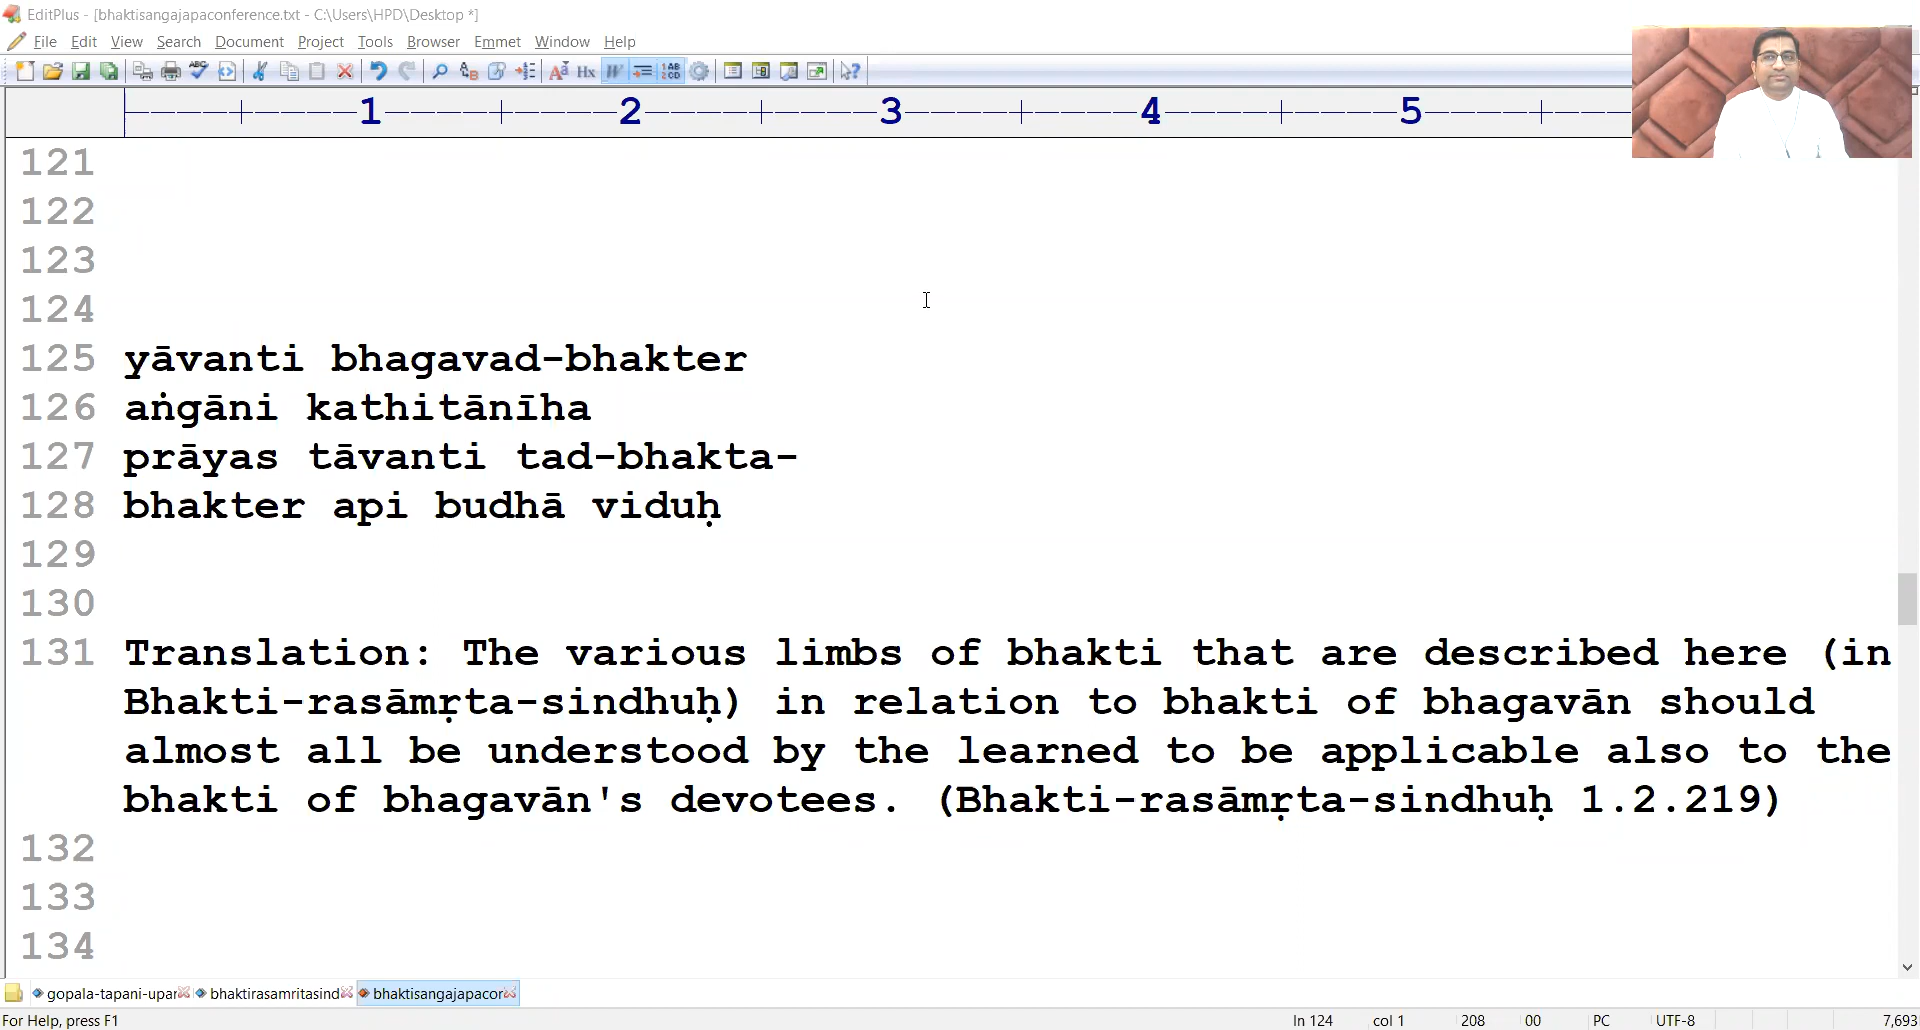 EditPlus - [bhaktisangajapaconference.txt - C:\Users\HPD\Desktop *]
File Edit View Search Document Project Tools Browser Emmet Window Help
1 2 3 4 5
121
122
123
124
125 yāvanti bhagavad-bhakter
126 aṅgāni kathitānīha
127 prāyas tāvanti tad-bhakta-
128 bhakter api budhā viduḥ
129
130
131 Translation: The various limbs of bhakti that are described here (in
Bhakti-rasāmṛta-sindhuḥ) in relation to bhakti of bhagavān should
almost all be understood by the learned to be applicable also to the
bhakti of bhagavān's devotees. (Bhakti-rasāmṛta-sindhuḥ 1.2.219)
132
133
134
gopala-tapani-upar bhaktirasamritasind bhaktisangajapacor
For Help, press F1 ln 124 col 1 208 00 PC UTF-8 7,693